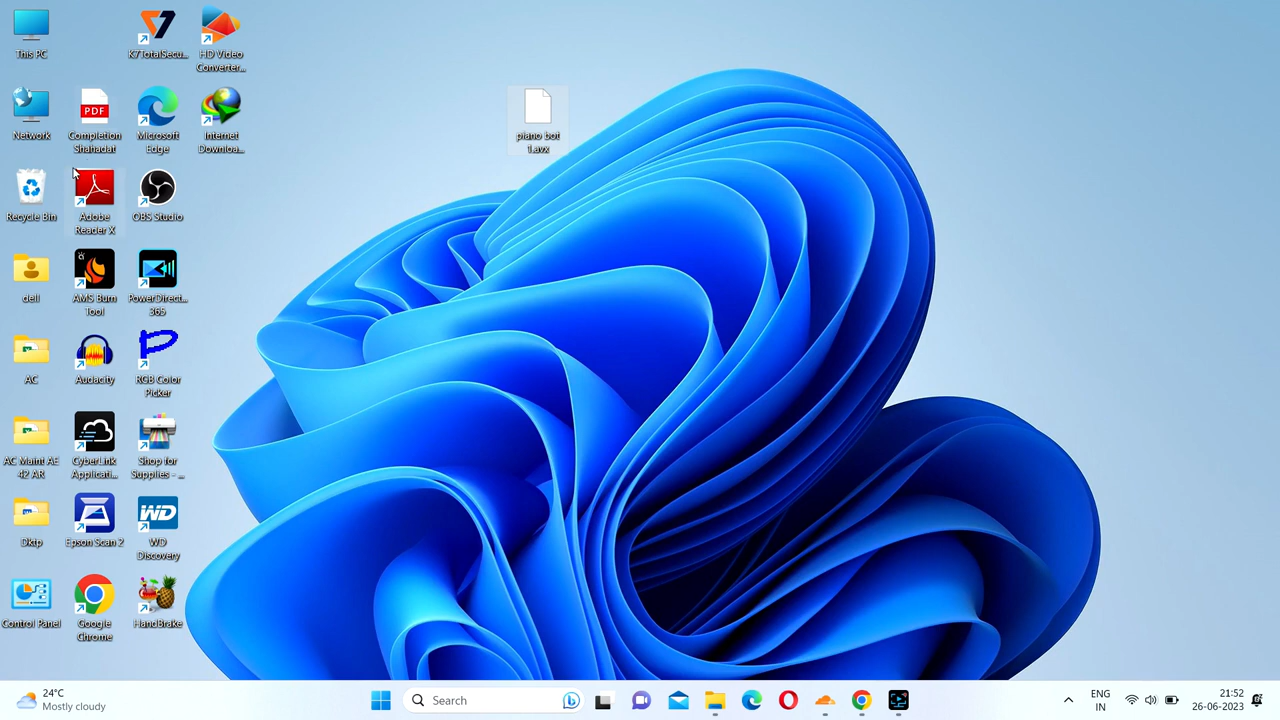 This PC
K7TotalSecu...
HD Video
Converter...
Network
PDF
Completion
Shahadat
Microsoft
Edge
Internet
Downloa...
piano bot
1.avx
Recycle Bin
Adobe
Reader X
OBS Studio
dell
AMS Burn
Tool
PowerDirect...
365
AC
Audacity
RGB Color
Picker
AC Maint AE
42 AR
CyberLink
Applicati...
Shop for
Supplies - ...
Dktp
Epson Scan 2
WD
WD
Discovery
Control Panel
Google
Chrome
HandBrake
24°C
Mostly cloudy
Search
ENG
IN
21:52
26-06-2023